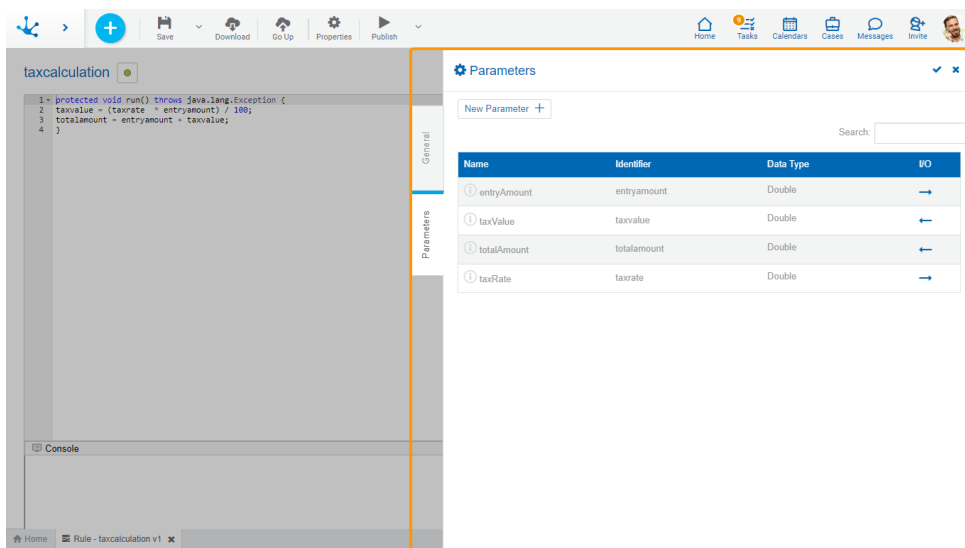 Save
Download
Go Up
Properties
Publish
Home
9
Tasks
Calendars
Cases
Messages
Invite
taxcalculation
1 protected void run() throws java.lang.Exception {
2 taxvalue = (taxrate * entryamount) / 100;
3 totalamount = entryamount + taxvalue;
4 }
Console
Home
Rule - taxcalculation v1
General
Parameters
Parameters
New Parameter +
Search:
Name Identifier Data Type I/O
entryAmount entryamount Double →
taxValue taxvalue Double ←
totalAmount totalamount Double ←
taxRate taxrate Double →